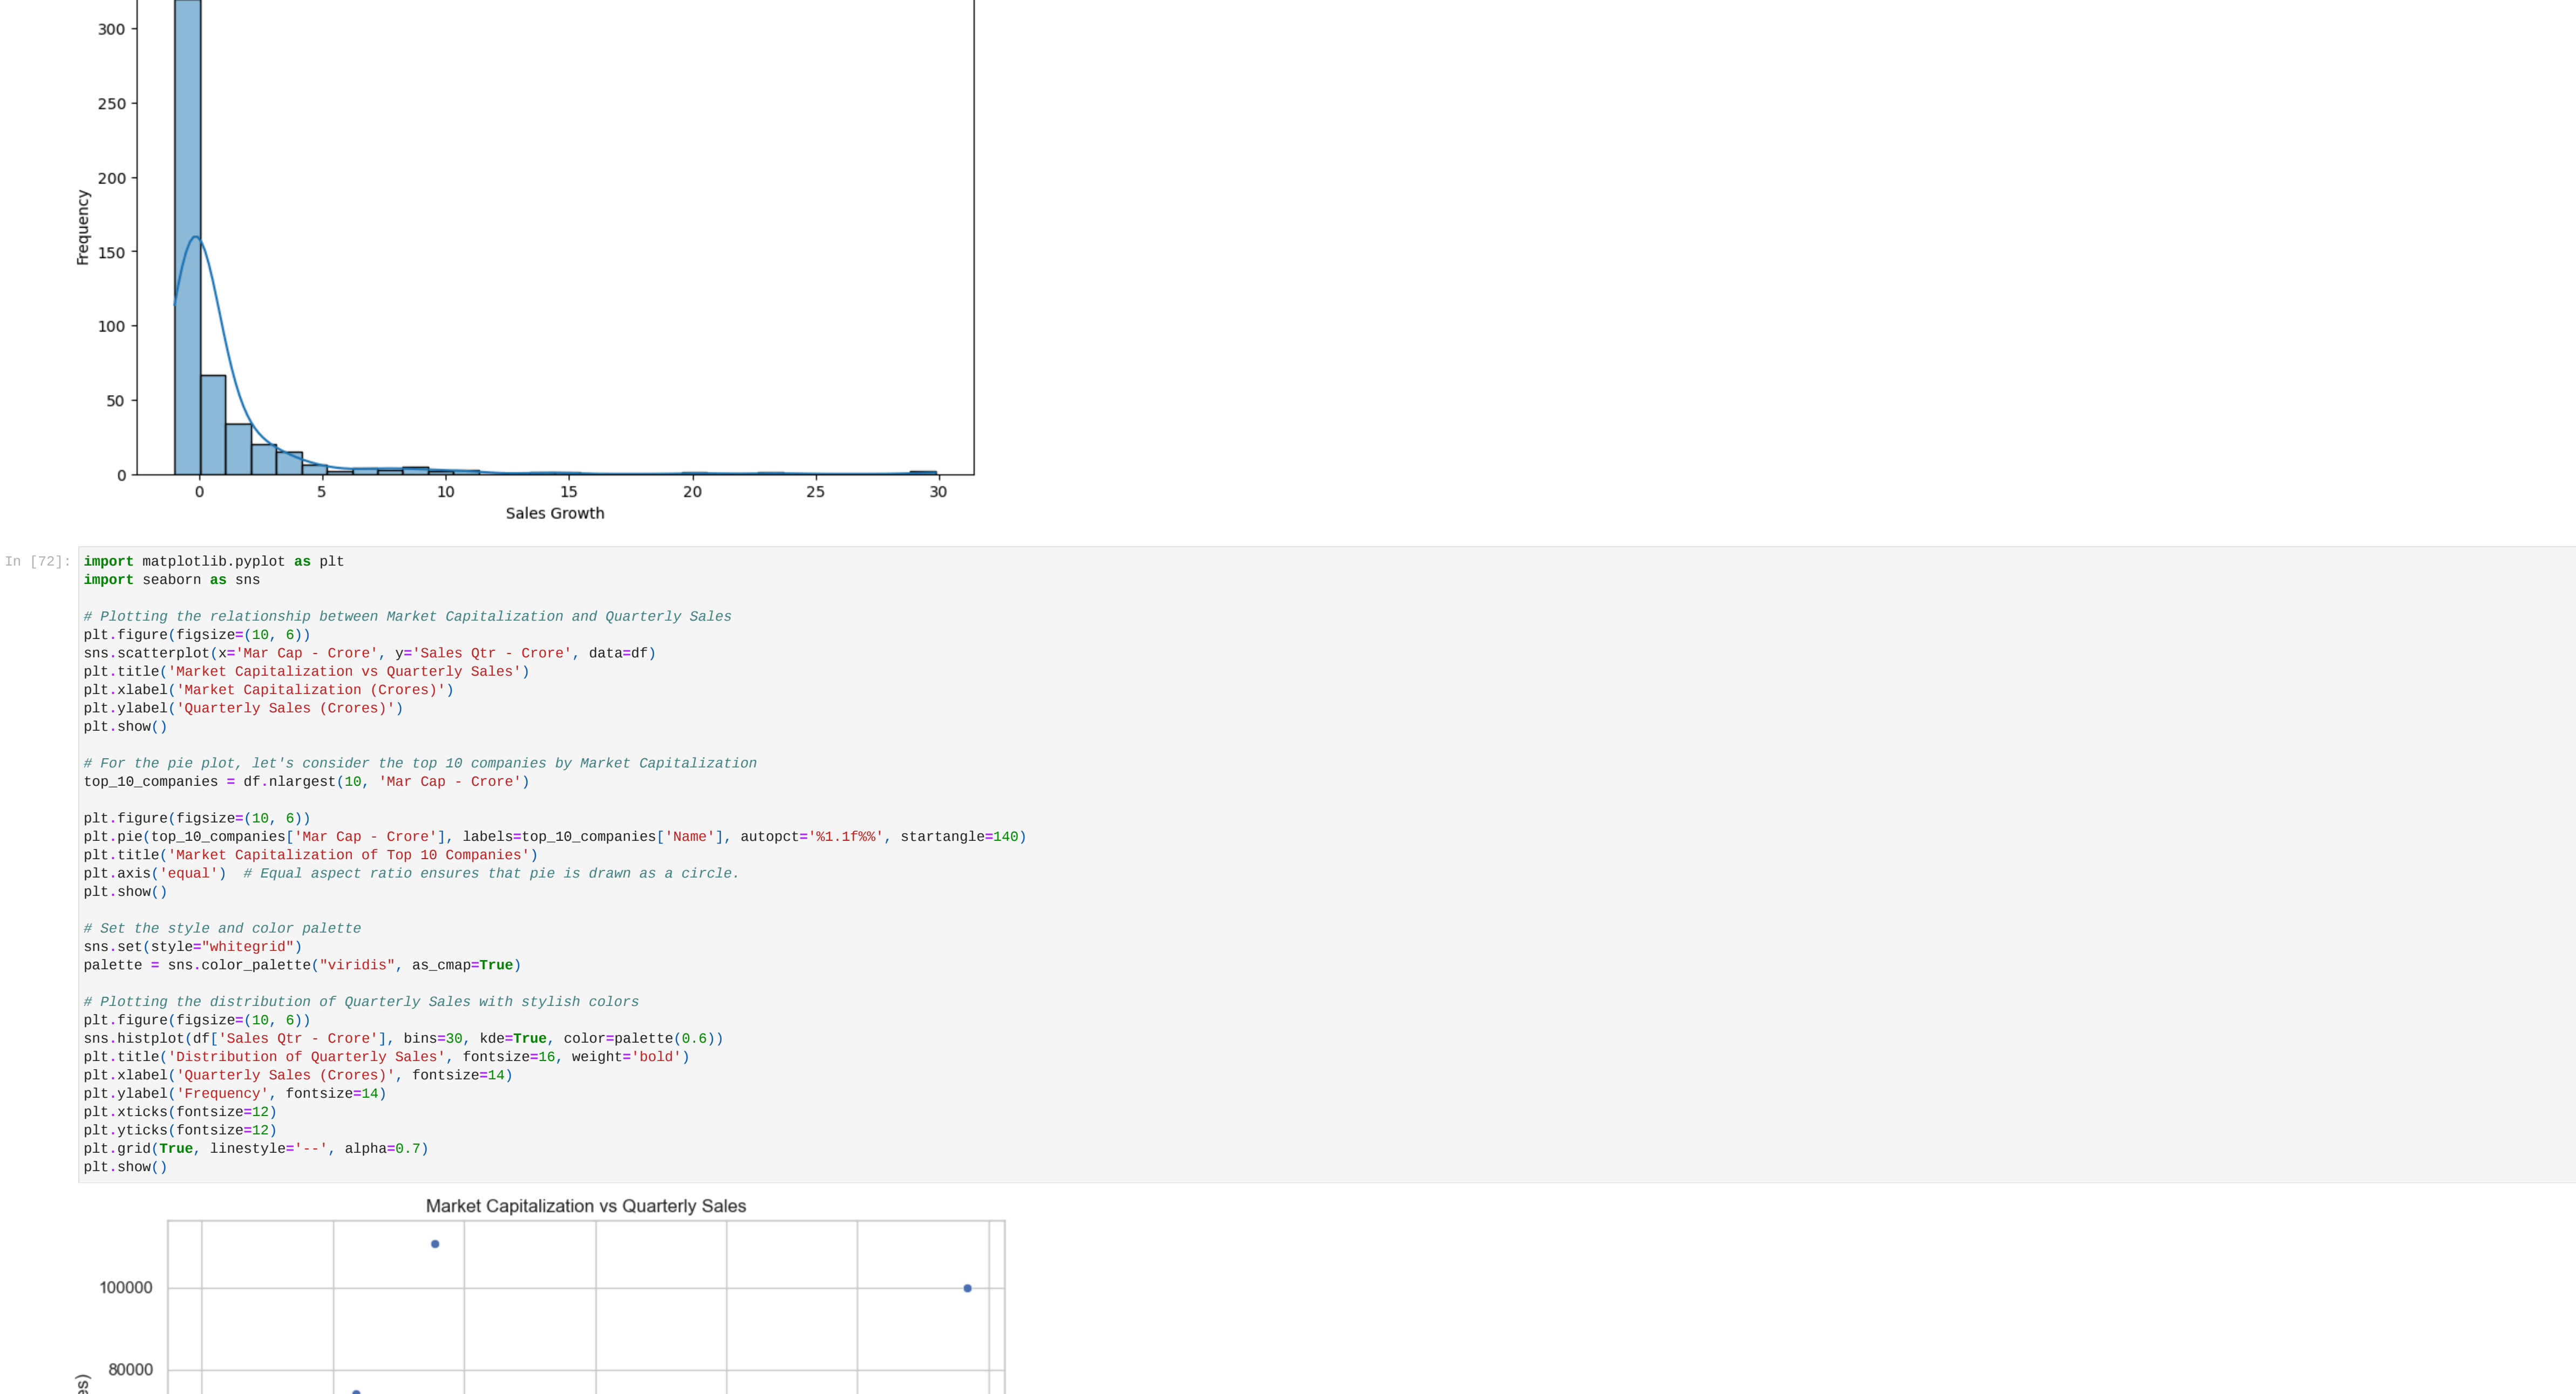 300
250
200
150
100
50
0
Frequency
0 5 10 15 20 25 30
Sales Growth
In [72]:
import matplotlib.pyplot as plt
import seaborn as sns
# Plotting the relationship between Market Capitalization and Quarterly Sales
plt.figure(figsize=(10, 6))
sns.scatterplot(x='Mar Cap - Crore', y='Sales Qtr - Crore', data=df)
plt.title('Market Capitalization vs Quarterly Sales')
plt.xlabel('Market Capitalization (Crores)')
plt.ylabel('Quarterly Sales (Crores)')
plt.show()
# For the pie plot, let's consider the top 10 companies by Market Capitalization
top_10_companies = df.nlargest(10, 'Mar Cap - Crore')
plt.figure(figsize=(10, 6))
plt.pie(top_10_companies['Mar Cap - Crore'], labels=top_10_companies['Name'], autopct='%1.1f%%', startangle=140)
plt.title('Market Capitalization of Top 10 Companies')
plt.axis('equal')  # Equal aspect ratio ensures that pie is drawn as a circle.
plt.show()
# Set the style and color palette
sns.set(style="whitegrid")
palette = sns.color_palette("viridis", as_cmap=True)
# Plotting the distribution of Quarterly Sales with stylish colors
plt.figure(figsize=(10, 6))
sns.histplot(df['Sales Qtr - Crore'], bins=30, kde=True, color=palette(0.6))
plt.title('Distribution of Quarterly Sales', fontsize=16, weight='bold')
plt.xlabel('Quarterly Sales (Crores)', fontsize=14)
plt.ylabel('Frequency', fontsize=14)
plt.xticks(fontsize=12)
plt.yticks(fontsize=12)
plt.grid(True, linestyle='--', alpha=0.7)
plt.show()
Market Capitalization vs Quarterly Sales
100000
80000
es)